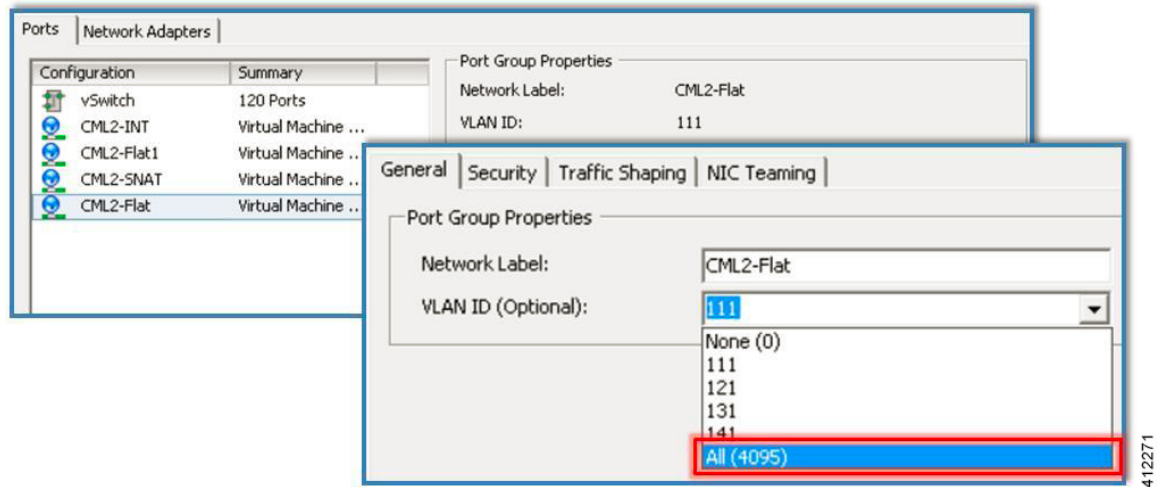 Ports Network Adapters
Configuration Summary
vSwitch 120 Ports
CML2-INT Virtual Machine ...
CML2-Flat1 Virtual Machine ..
CML2-SNAT Virtual Machine ..
CML2-Flat Virtual Machine ..
Port Group Properties
Network Label: CML2-Flat
VLAN ID: 111
General Security Traffic Shaping NIC Teaming
Port Group Properties
Network Label: CML2-Flat
VLAN ID (Optional): 111
None (0)
111
121
131
141
All (4095)
412271